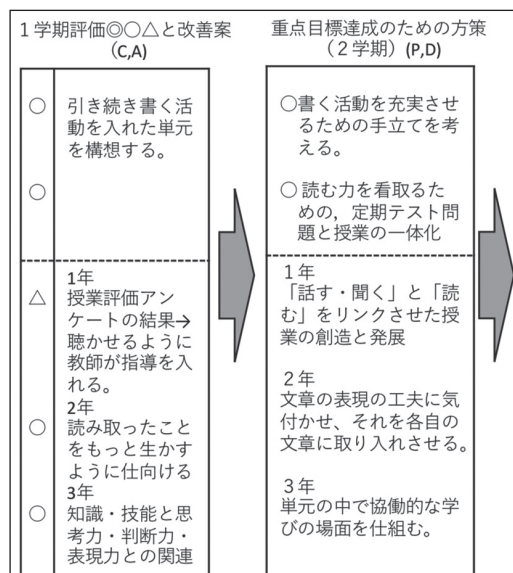 1学期評価◎○△と改善案
(C,A)
○
引き続き書く活
動を入れた単元
を構想する。
○
△
1年
授業評価アン
ケートの結果→
聴かせるように
教師が指導を入
れる。
○
2年
読み取ったこと
をもっと生かす
ように仕向ける
○
3年
知識・技能と思
考力・判断力・
表現力との関連
重点目標達成のための方策
(2学期) (P,D)
○書く活動を充実させ
るための手立てを考
える。
○ 読む力を看取るた
めの，定期テスト問
題と授業の一体化
1年
「話す・聞く」と「読
む」をリンクさせた授
業の創造と発展
2年
文章の表現の工夫に気
付かせ、それを各自の
文章に取り入れさせる。
3年
単元の中で協働的な学
びの場面を仕組む。